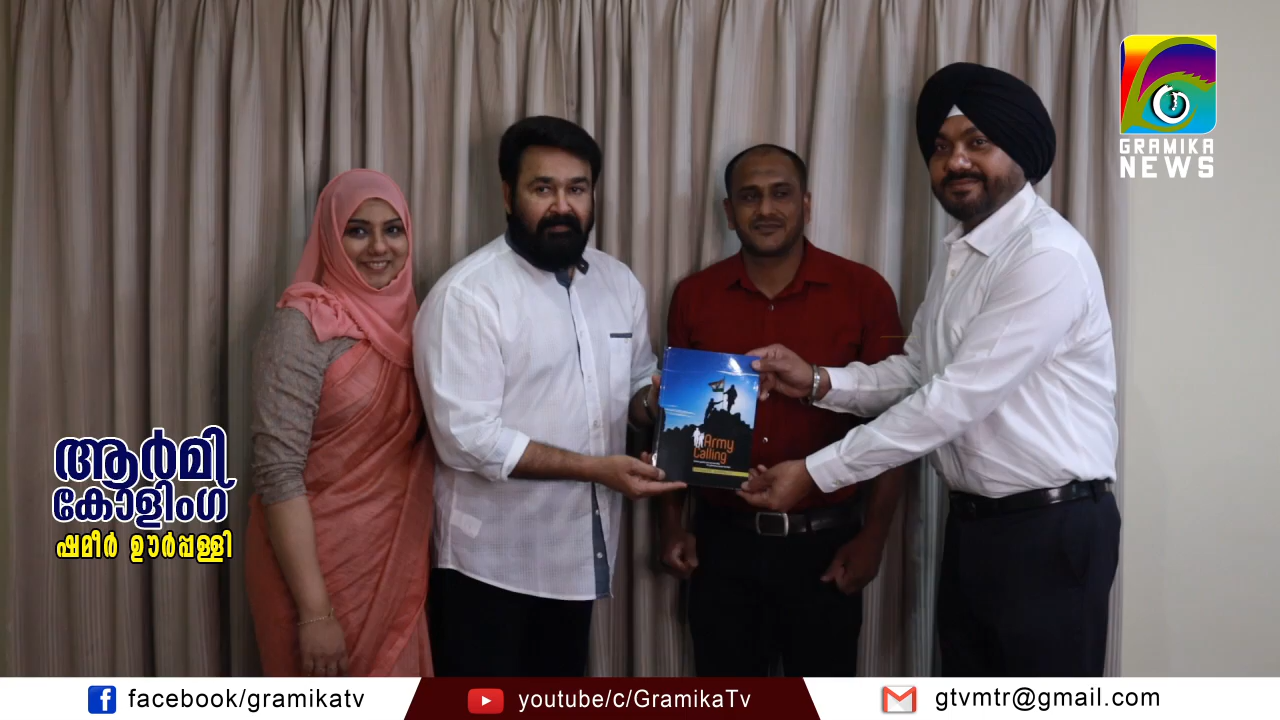 GRAMIKA
NEWS
Army
Calling
ആർമി
കോളിംഗ്
ഷമീർ ഊർപ്പള്ളി
facebook/gramikatv
youtube/c/GramikaTv
gtvmtr@gmail.com